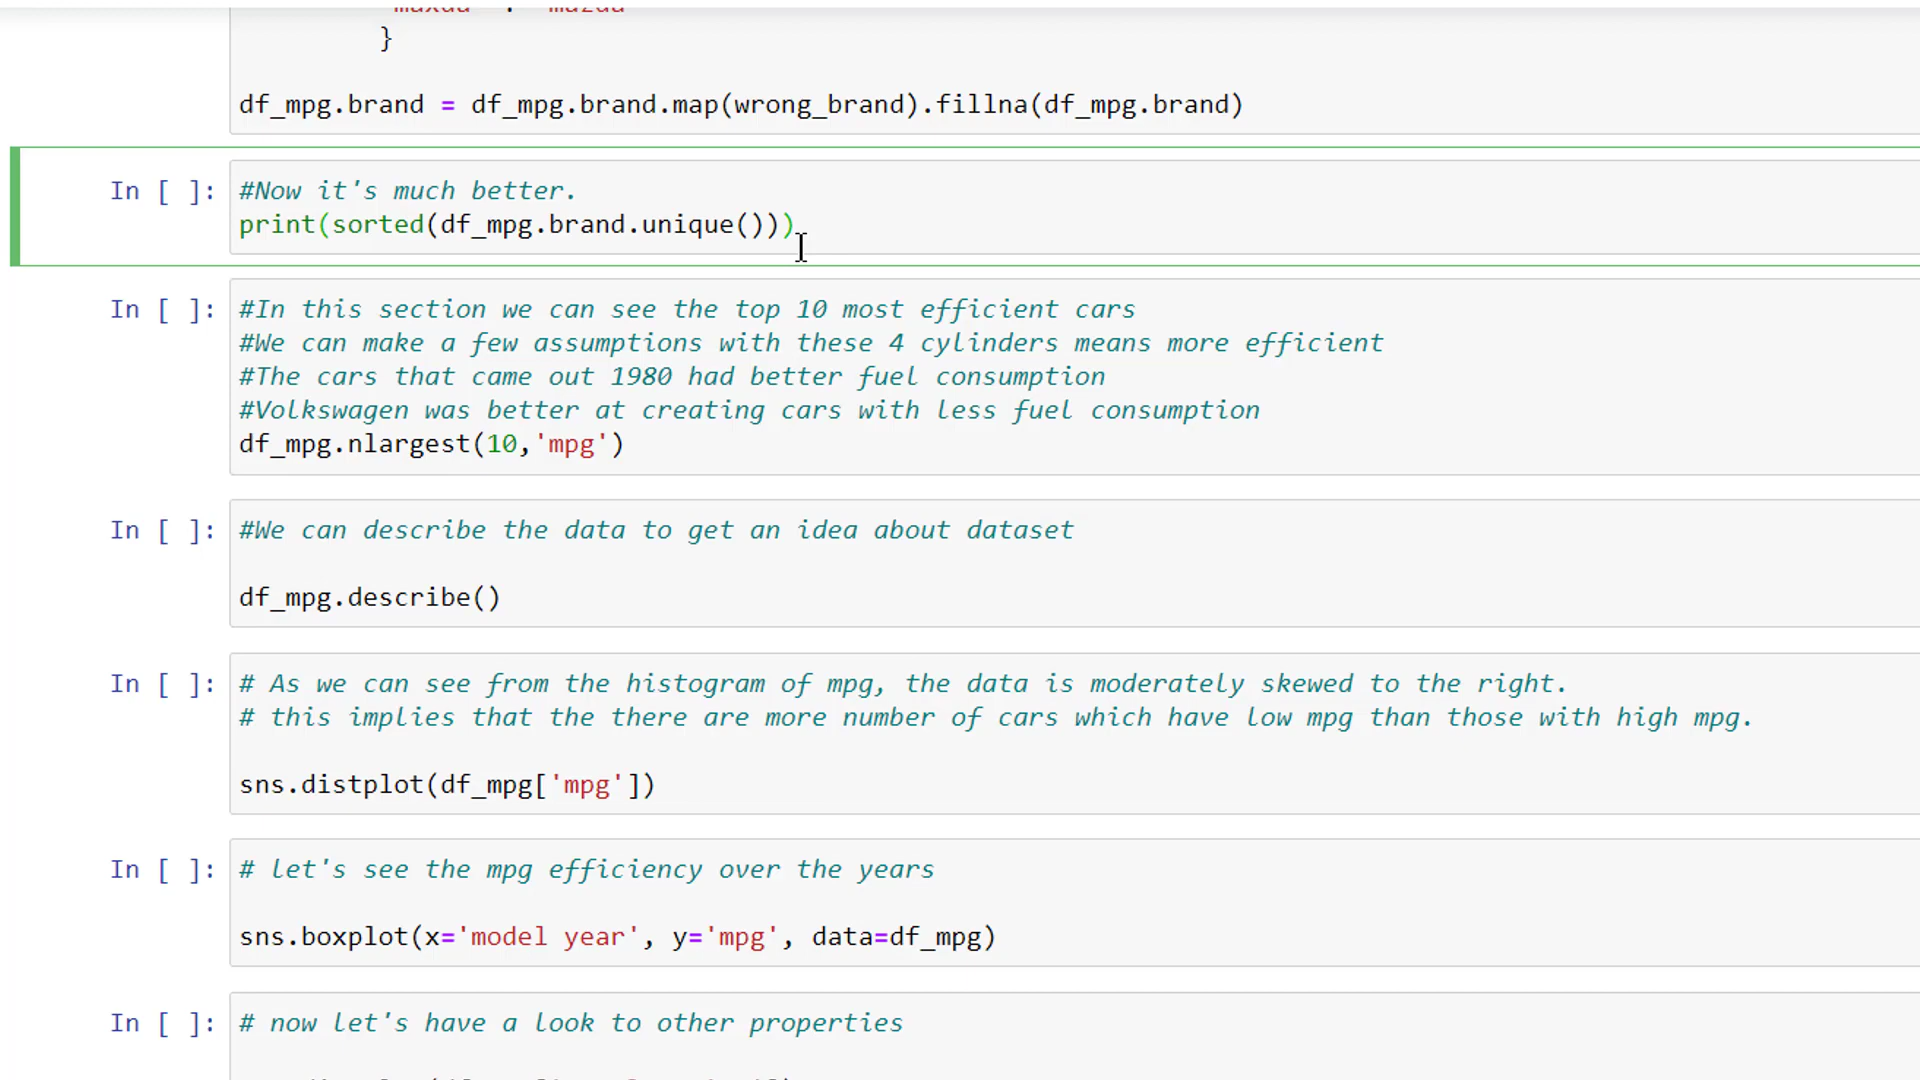 }
df_mpg.brand = df_mpg.brand.map(wrong_brand).fillna(df_mpg.brand)
In [ ]: #Now it's much better.
print(sorted(df_mpg.brand.unique()))
In [ ]: #In this section we can see the top 10 most efficient cars
#We can make a few assumptions with these 4 cylinders means more efficient
#The cars that came out 1980 had better fuel consumption
#Volkswagen was better at creating cars with less fuel consumption
df_mpg.nlargest(10,'mpg')
In [ ]: #We can describe the data to get an idea about dataset
df_mpg.describe()
In [ ]: # As we can see from the histogram of mpg, the data is moderately skewed to the right.
# this implies that the there are more number of cars which have low mpg than those with high mpg.
sns.distplot(df_mpg['mpg'])
In [ ]: # let's see the mpg efficiency over the years
sns.boxplot(x='model year', y='mpg', data=df_mpg)
In [ ]: # now let's have a look to other properties